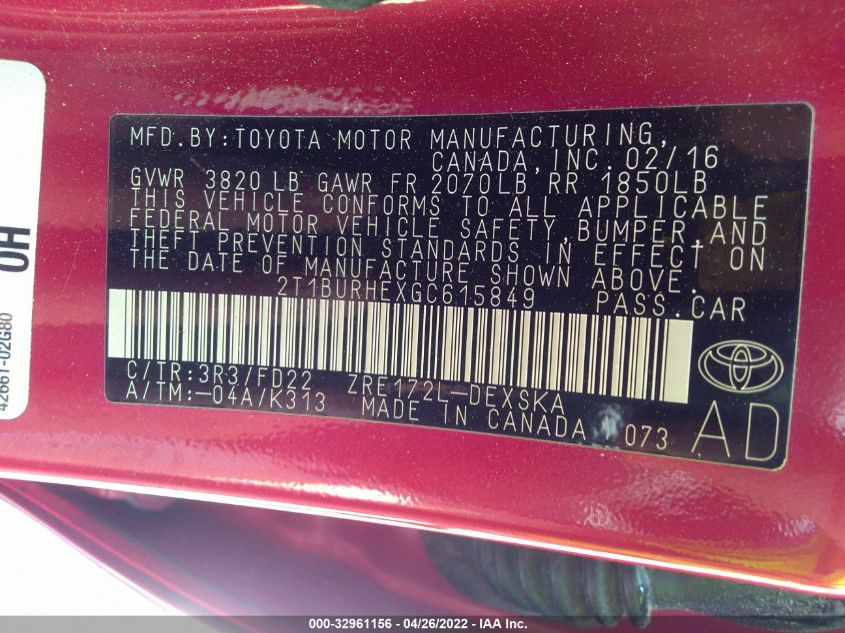 MFD.BY:TOYOTA MOTOR MANUFACTURING,
CANADA,INC. 02/16
GVWR 3820 LB GAWR FR 2070LB RR 1850LB
THIS VEHICLE CONFORMS TO ALL APPLICABLE
FEDERAL MOTOR VEHICLE SAFETY,BUMPER,AND
THEFT PREVENTION STANDARDS IN EFFECT ON
THE DATE OF MANUFACTURE SHOWN ABOVE.
2T1BURHEXGC615849 PASS.CAR
C/TR:3R3/FD22 ZRE172L-DEXSKA
A/TM:-04A/K313 MADE IN CANADA 073
AD
HO
42661-02G80
000-32961156 - 04/26/2022 - IAA Inc.